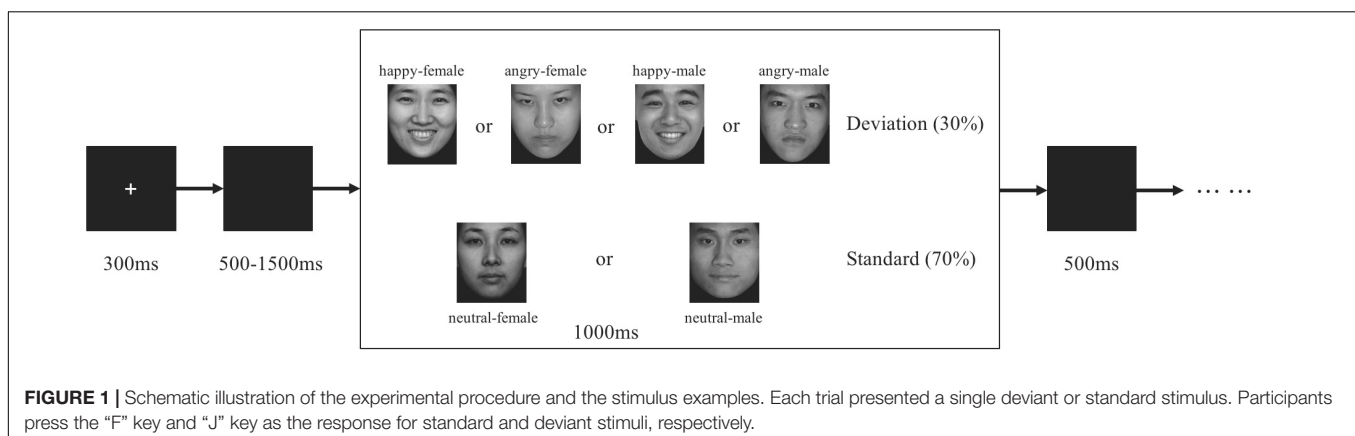 happy-female angry-female happy-male angry-male
or or or Deviation (30%)
+
300ms 500-1500ms or Standard (70%) 500ms … …
neutral-female neutral-male
1000ms
FIGURE 1 | Schematic illustration of the experimental procedure and the stimulus examples. Each trial presented a single deviant or standard stimulus. Participants
press the “F” key and “J” key as the response for standard and deviant stimuli, respectively.